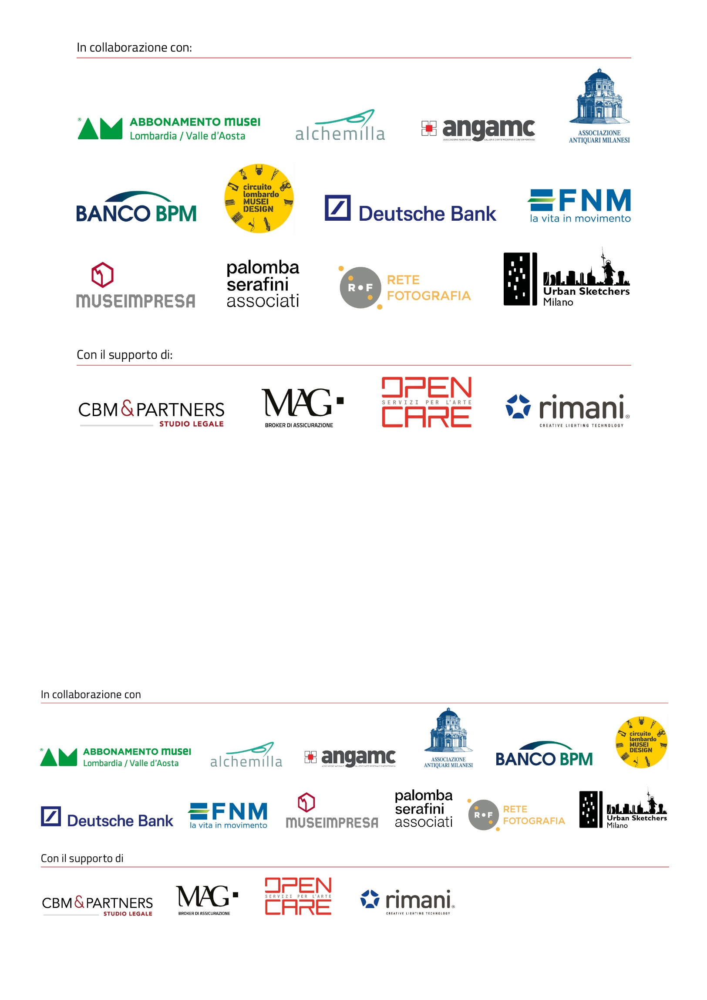 In collaborazione con:
® ABBONAMENTO musei
Lombardia / Valle d'Aosta
alchemilla
angamc
ASSOCIAZIONE NAZIONALE GALLERIE D'ARTE MODERNA E CONTEMPORANEA
ASSOCIAZIONE
ANTIQUARI MILANESI
BANCO BPM
circuito
lombardo
MUSEI
DESIGN
Deutsche Bank
FNM
la vita in movimento
MUSEIMPRESA
palomba
serafini
associati
R F
RETE
FOTOGRAFIA
Urban Sketchers
Milano
Con il supporto di:
CBM & PARTNERS
STUDIO LEGALE
MAG
BROKER DI ASSICURAZIONE
OPEN
SERVIZI PER L'ARTE
CARE
rimani®
CREATIVE LIGHTING TECHNOLOGY
In collaborazione con
® ABBONAMENTO musei
Lombardia / Valle d'Aosta
alchemilla
angamc
ASSOCIAZIONE NAZIONALE GALLERIE D'ARTE MODERNA E CONTEMPORANEA
ASSOCIAZIONE
ANTIQUARI MILANESI
BANCO BPM
circuito
lombardo
MUSEI
DESIGN
Deutsche Bank
FNM
la vita in movimento
MUSEIMPRESA
palomba
serafini
associati
R F
RETE
FOTOGRAFIA
Urban Sketchers
Milano
Con il supporto di
CBM & PARTNERS
STUDIO LEGALE
MAG
BROKER DI ASSICURAZIONE
OPEN
SERVIZI PER L'ARTE
CARE
rimani®
CREATIVE LIGHTING TECHNOLOGY